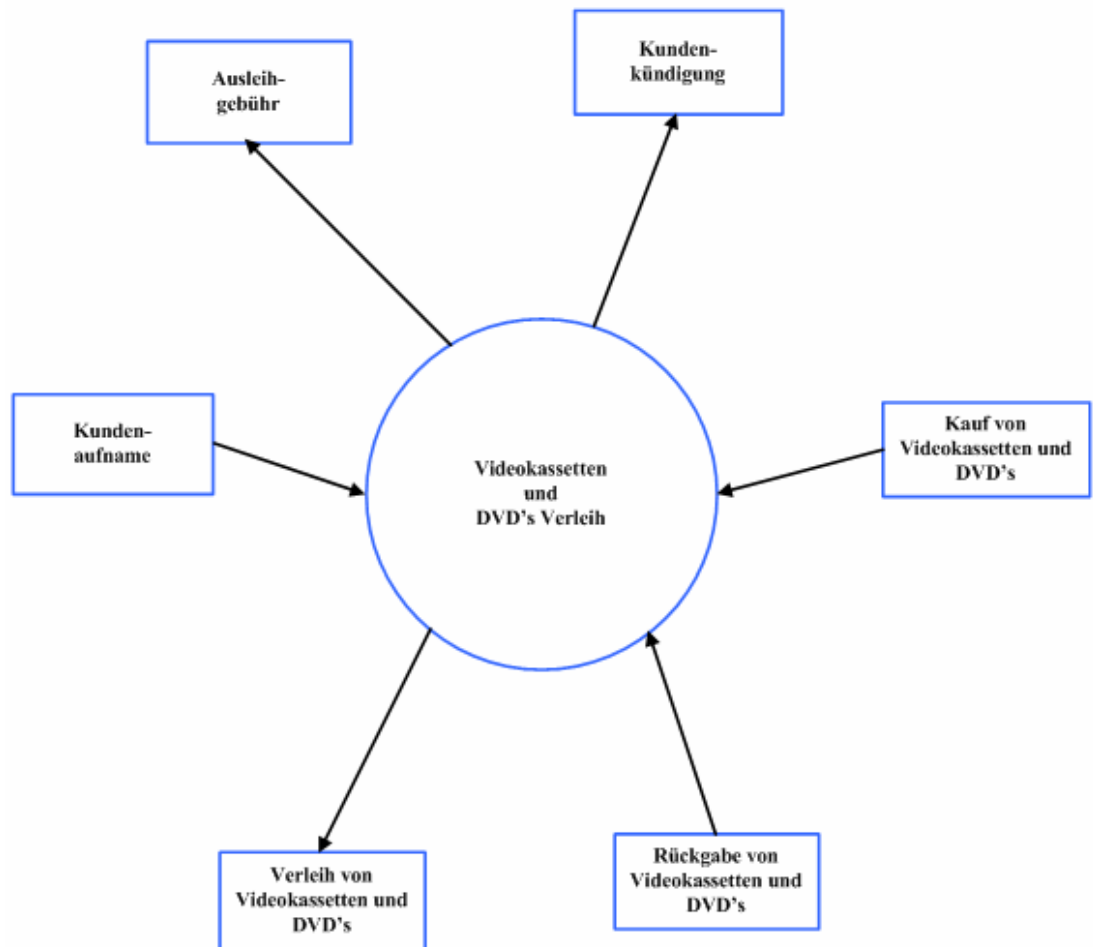 Ausleih-
gebühr
Kunden-
kündigung
Kunden-
aufname
Videokassetten
und
DVD's Verleih
Kauf von
Videokassetten und
DVD's
Verleih von
Videokassetten und
DVD's
Rückgabe von
Videokassetten und
DVD's